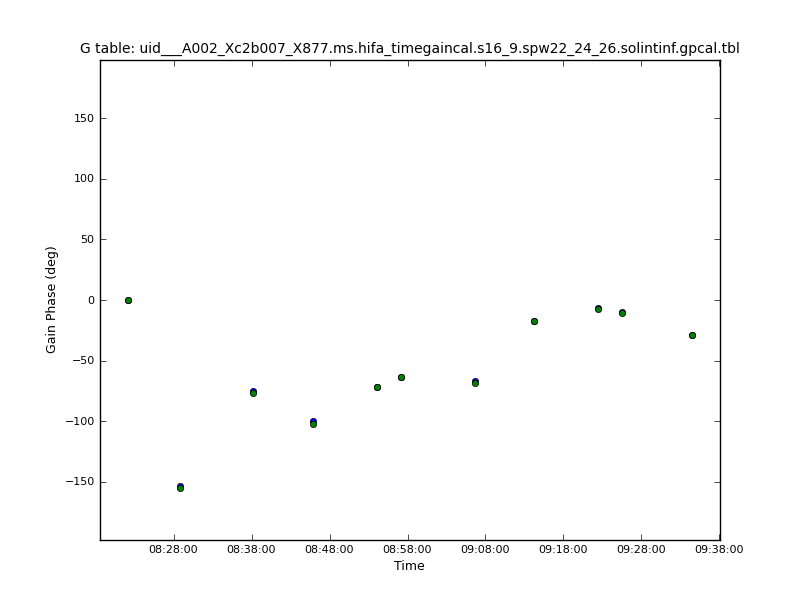 G table: uid___A002_Xc2b007_X877.ms.hifa_timegaincal.s16_9.spw22_24_26.solintinf.gpcal.tbl
Gain Phase (deg)
150
100
50
0
−50
−100
−150
08:28:00 08:38:00 08:48:00 08:58:00 09:08:00 09:18:00 09:28:00 09:38:00
Time